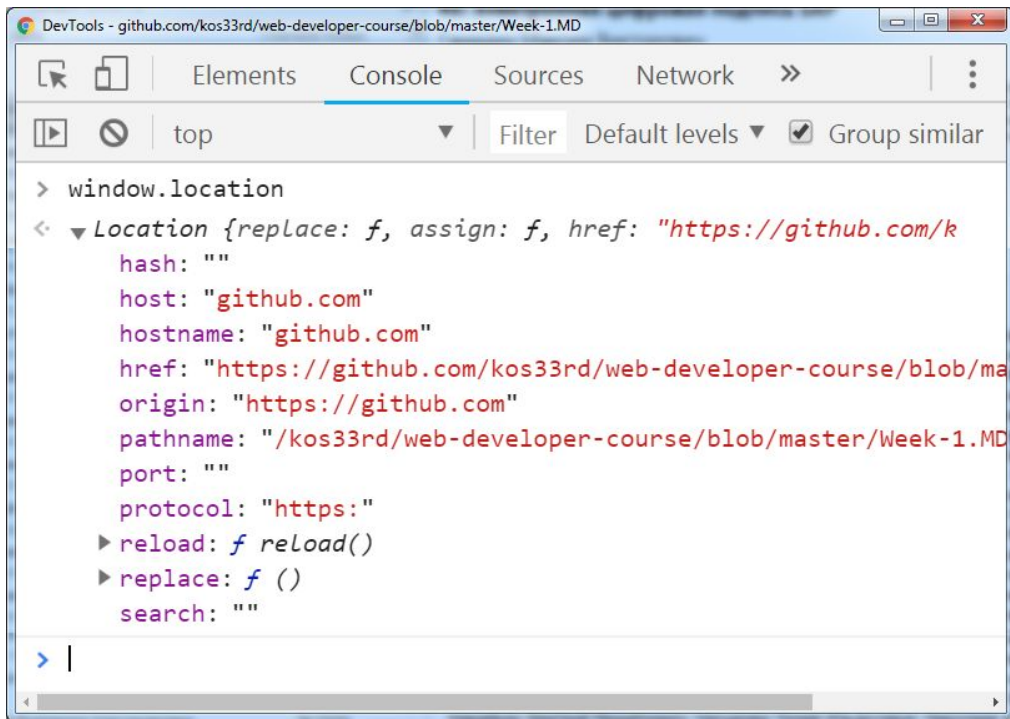 DevTools - github.com/kos33rd/web-developer-course/blob/master/Week-1.MD
Elements Console Sources Network »
top ▼ Filter Default levels ▼ Group similar
> window.location
Location {replace: ƒ, assign: ƒ, href: "https://github.com/k
hash: ""
host: "github.com"
hostname: "github.com"
href: "https://github.com/kos33rd/web-developer-course/blob/ma
origin: "https://github.com"
pathname: "/kos33rd/web-developer-course/blob/master/Week-1.MD
port: ""
protocol: "https:"
reload: ƒ reload()
replace: ƒ ()
search: ""
>